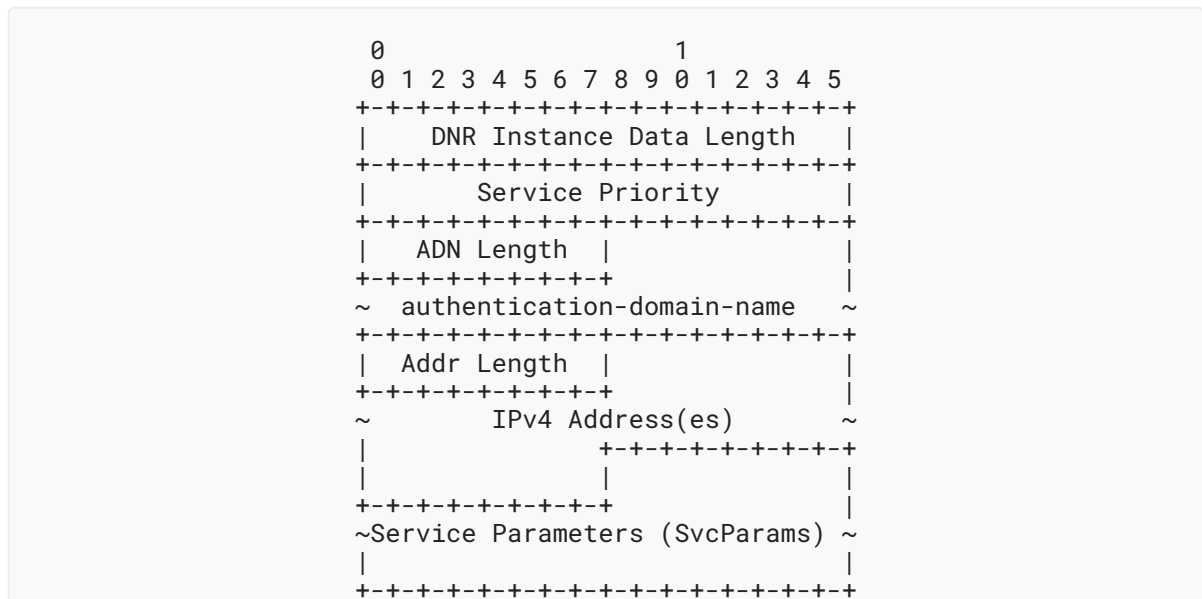 0                   1
0 1 2 3 4 5 6 7 8 9 0 1 2 3 4 5
+-+-+-+-+-+-+-+-+-+-+-+-+-+-+-+-+
|    DNR Instance Data Length   |
+-+-+-+-+-+-+-+-+-+-+-+-+-+-+-+-+
|       Service Priority        |
+-+-+-+-+-+-+-+-+-+-+-+-+-+-+-+-+
|   ADN Length  |               |
+-+-+-+-+-+-+-+-+               |
~  authentication-domain-name   ~
+-+-+-+-+-+-+-+-+-+-+-+-+-+-+-+-+
|  Addr Length  |               |
+-+-+-+-+-+-+-+-+               |
~        IPv4 Address(es)       ~
|               +-+-+-+-+-+-+-+-+
|               |               |
+-+-+-+-+-+-+-+-+               |
~Service Parameters (SvcParams) ~
|                               |
+-+-+-+-+-+-+-+-+-+-+-+-+-+-+-+-+